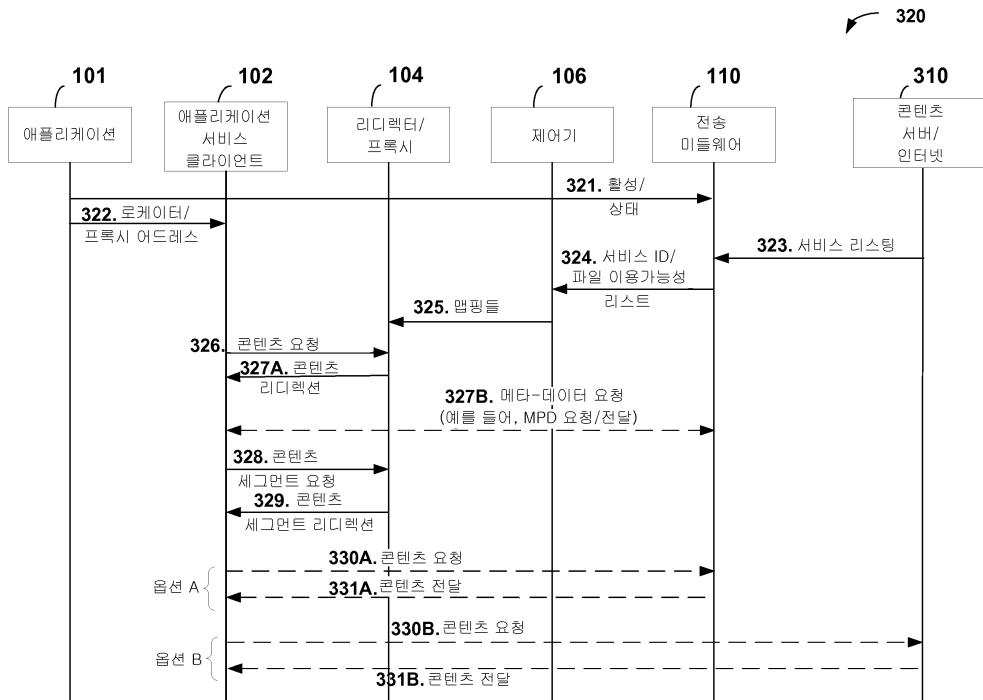 320
101
102
104
106
110
310
애플리케이션
애플리케이션
서비스
클라이언트
리디렉터/
프록시
제어기
전송
미들웨어
콘텐츠
서버/
인터넷
321. 활성/
상태
322. 로케이터/
프록시 어드레스
323. 서비스 리스팅
324. 서비스 ID/
파일 이용가능성
리스트
325. 맵핑들
326. 콘텐츠 요청
327A. 콘텐츠
리디렉션
327B. 메타-데이터 요청
(예를 들어, MPD 요청/전달)
328. 콘텐츠
세그먼트 요청
329. 콘텐츠
세그먼트 리디렉션
330A. 콘텐츠 요청
옵션 A
331A. 콘텐츠 전달
330B. 콘텐츠 요청
옵션 B
331B. 콘텐츠 전달